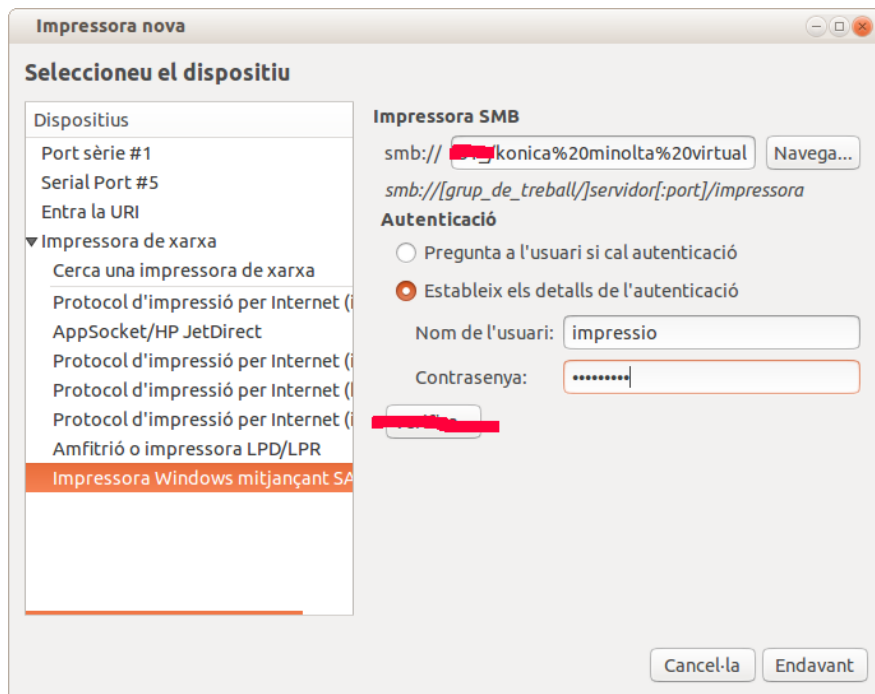 Impressora nova
Seleccioneu el dispositiu
Dispositius
Port sèrie #1
Serial Port #5
Entra la URI
Impressora de xarxa
Cerca una impressora de xarxa
Protocol d'impressió per Internet (i
AppSocket/HP JetDirect
Protocol d'impressió per Internet (i
Protocol d'impressió per Internet (l
Protocol d'impressió per Internet (i
Amfitrió o impressora LPD/LPR
Impressora Windows mitjançant SA
Impressora SMB
smb:// /konica%20minolta%20virtual Navega...
smb://[grup_de_treball/]servidor[:port]/impressora
Autenticació
Pregunta a l'usuari si cal autenticació
Estableix els detalls de l'autenticació
Nom de l'usuari: impressio
Contrasenya: •••••••••
Cancel·la Endavant